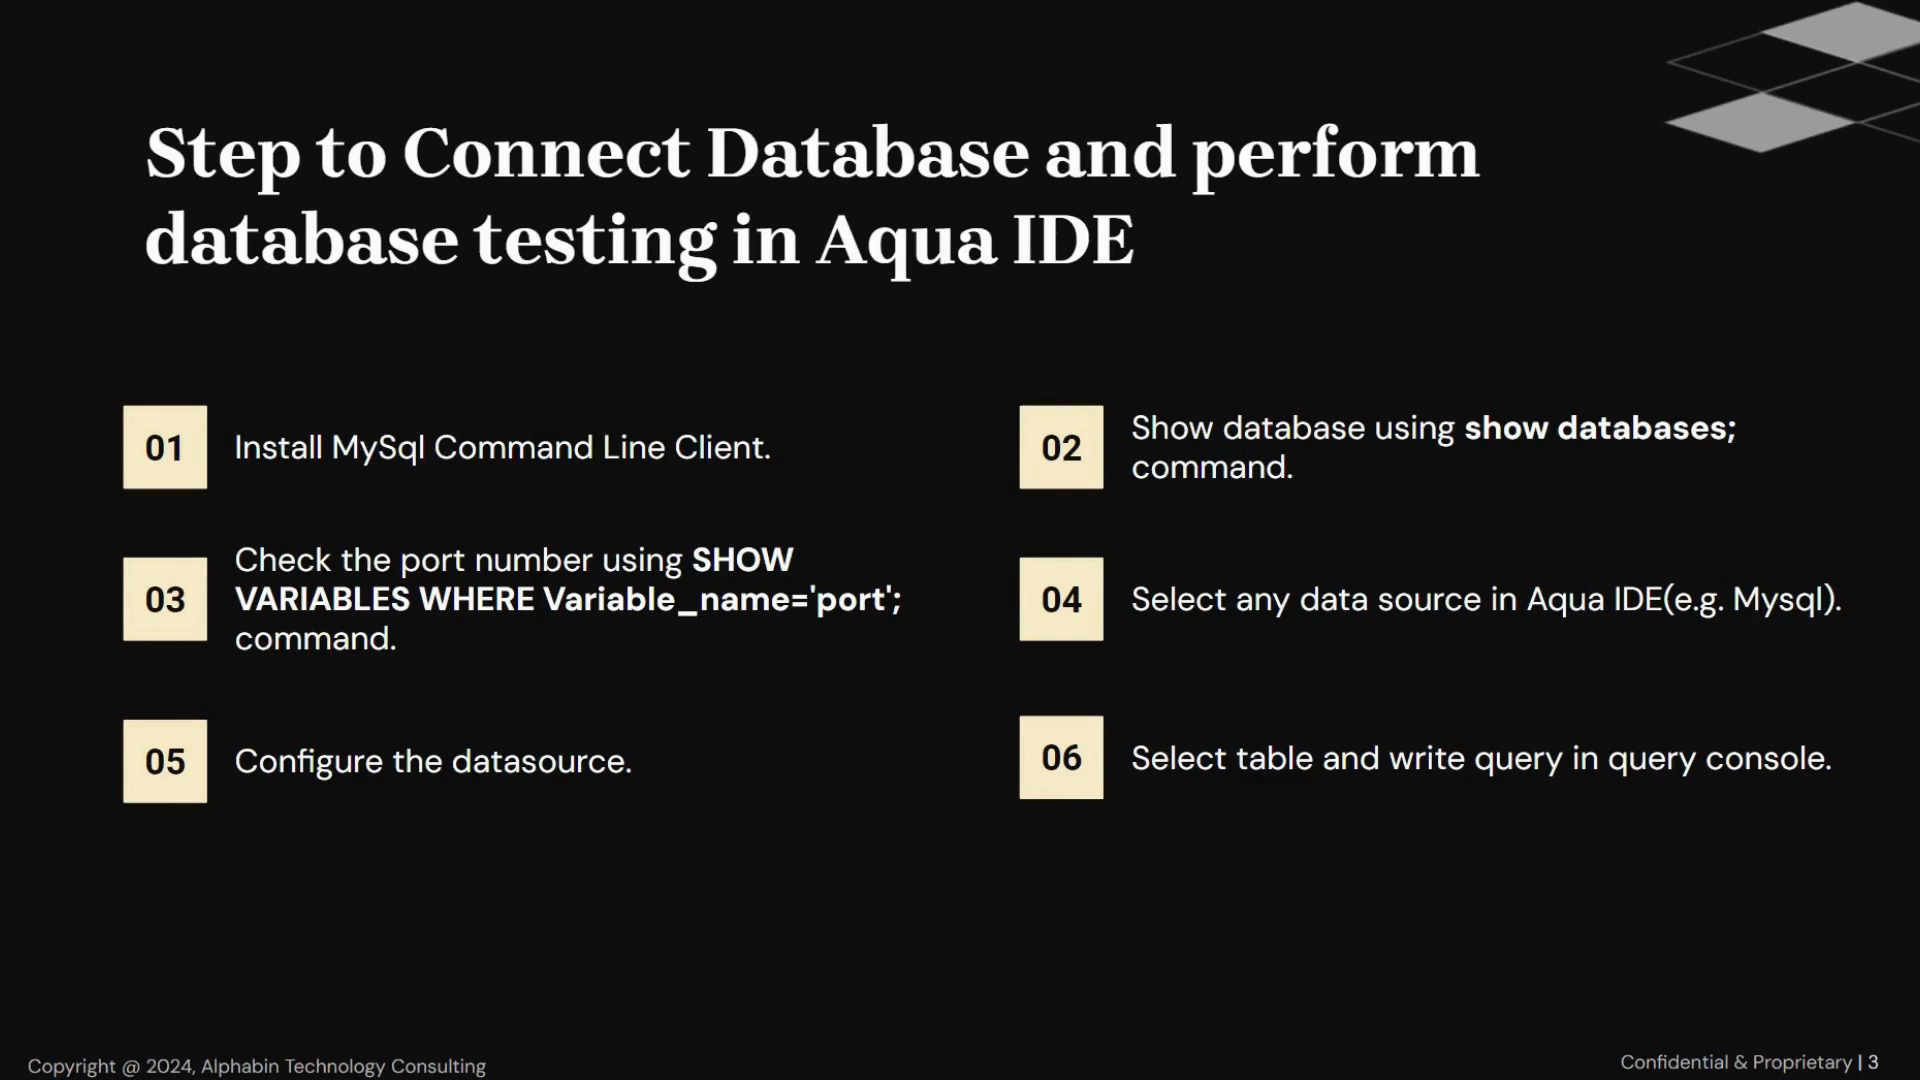 Step to Connect Database and perform
database testing in Aqua IDE
01
Install MySql Command Line Client.
02
Show database using show databases;
command.
03
Check the port number using SHOW
VARIABLES WHERE Variable_name='port';
command.
04
Select any data source in Aqua IDE(e.g. Mysql).
05
Configure the datasource.
06
Select table and write query in query console.
Copyright @ 2024, Alphabin Technology Consulting
Confidential & Proprietary | 3